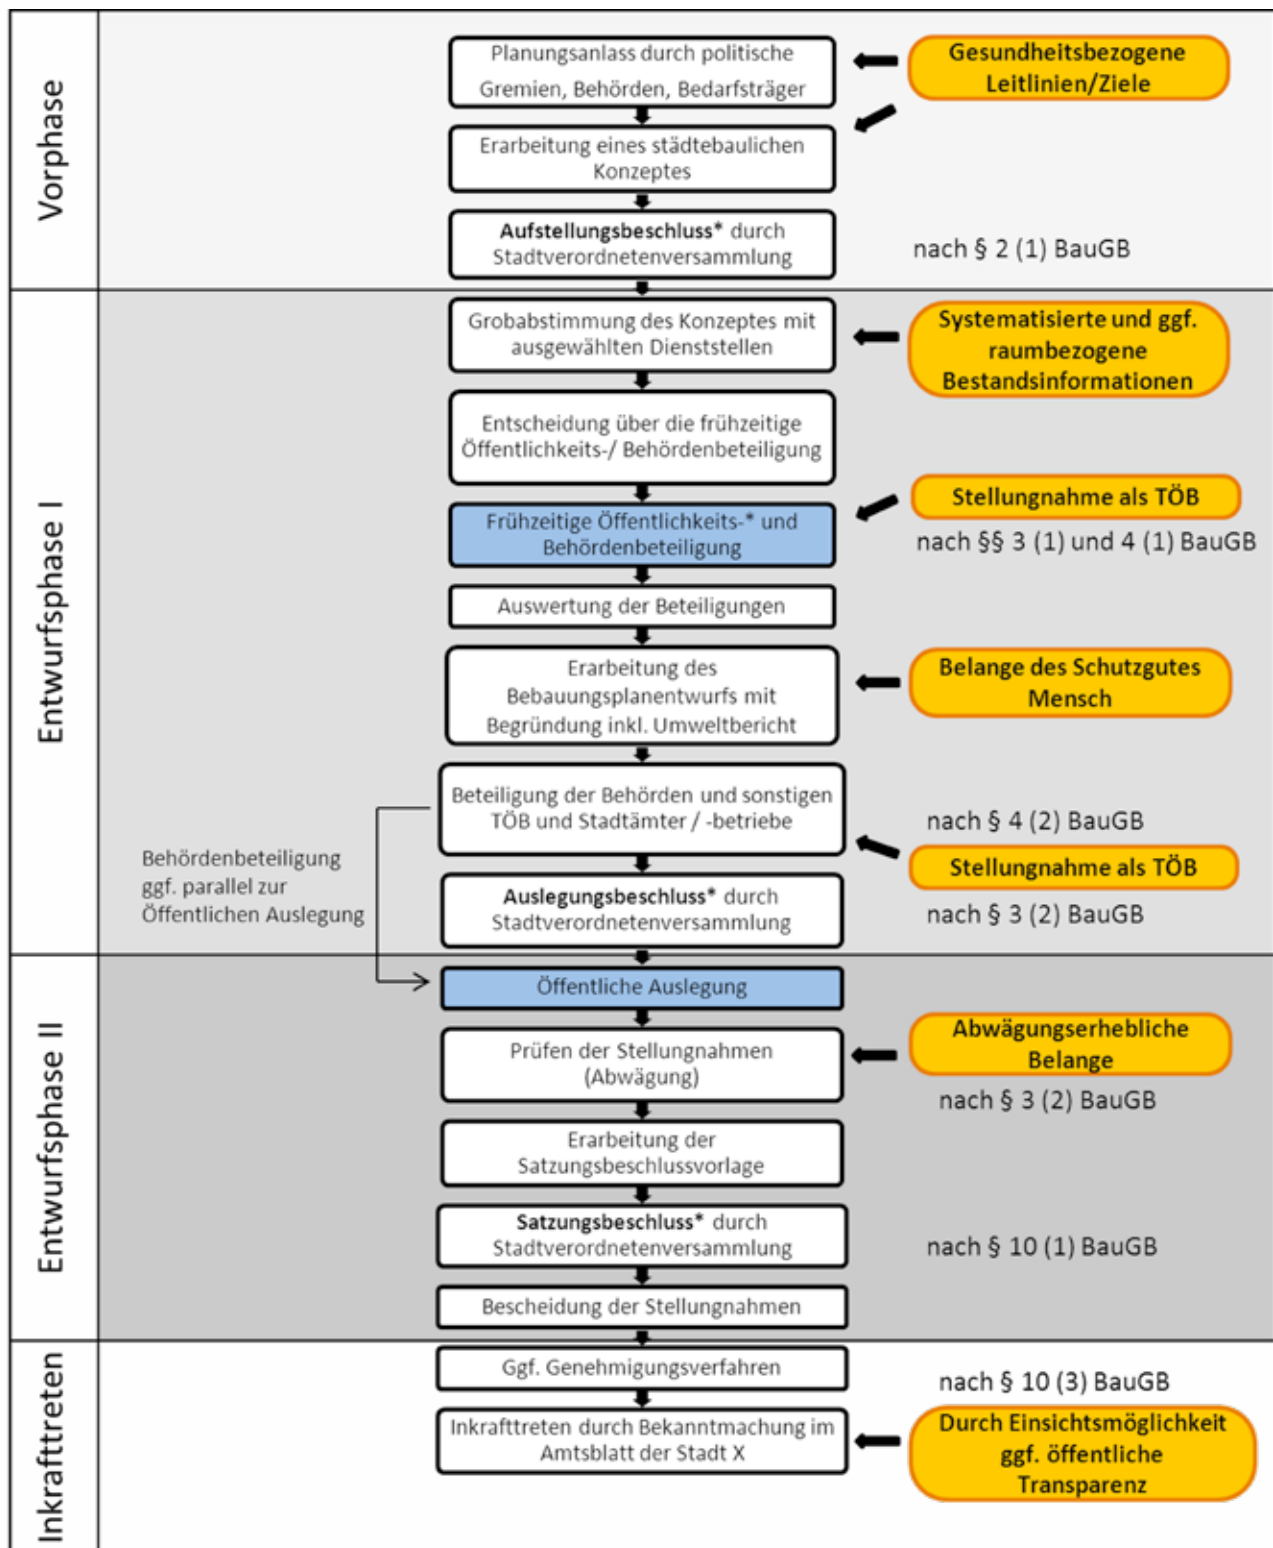 Vorphase
Planungsanlass durch politische
Gremien, Behörden, Bedarfsträger
Gesundheitsbezogene
Leitlinien/Ziele
Erarbeitung eines städtebaulichen
Konzeptes
Aufstellungsbeschluss* durch
Stadtverordnetenversammlung
nach § 2 (1) BauGB
Entwurfsphase I
Grobabstimmung des Konzeptes mit
ausgewählten Dienststellen
Systematisierte und ggf.
raumbezogene
Bestandsinformationen
Entscheidung über die frühzeitige
Öffentlichkeits-/ Behördenbeteiligung
Frühzeitige Öffentlichkeits-* und
Behördenbeteiligung
Stellungnahme als TÖB
nach §§ 3 (1) und 4 (1) BauGB
Auswertung der Beteiligungen
Erarbeitung des
Bebauungsplanentwurfs mit
Begründung inkl. Umweltbericht
Belange des Schutzgutes
Mensch
Beteiligung der Behörden und sonstigen
TÖB und Stadtämter / -betriebe
nach § 4 (2) BauGB
Stellungnahme als TÖB
Behördenbeteiligung
ggf. parallel zur
Öffentlichen Auslegung
Auslegungsbeschluss* durch
Stadtverordnetenversammlung
nach § 3 (2) BauGB
Entwurfsphase II
Öffentliche Auslegung
Prüfen der Stellungnahmen
(Abwägung)
Abwägungserhebliche
Belange
nach § 3 (2) BauGB
Erarbeitung der
Satzungsbeschlussvorlage
Satzungsbeschluss* durch
Stadtverordnetenversammlung
nach § 10 (1) BauGB
Bescheidung der Stellungnahmen
Inkrafttreten
Ggf. Genehmigungsverfahren
nach § 10 (3) BauGB
Inkrafttreten durch Bekanntmachung im
Amtsblatt der Stadt X
Durch Einsichtsmöglichkeit
ggf. öffentliche
Transparenz